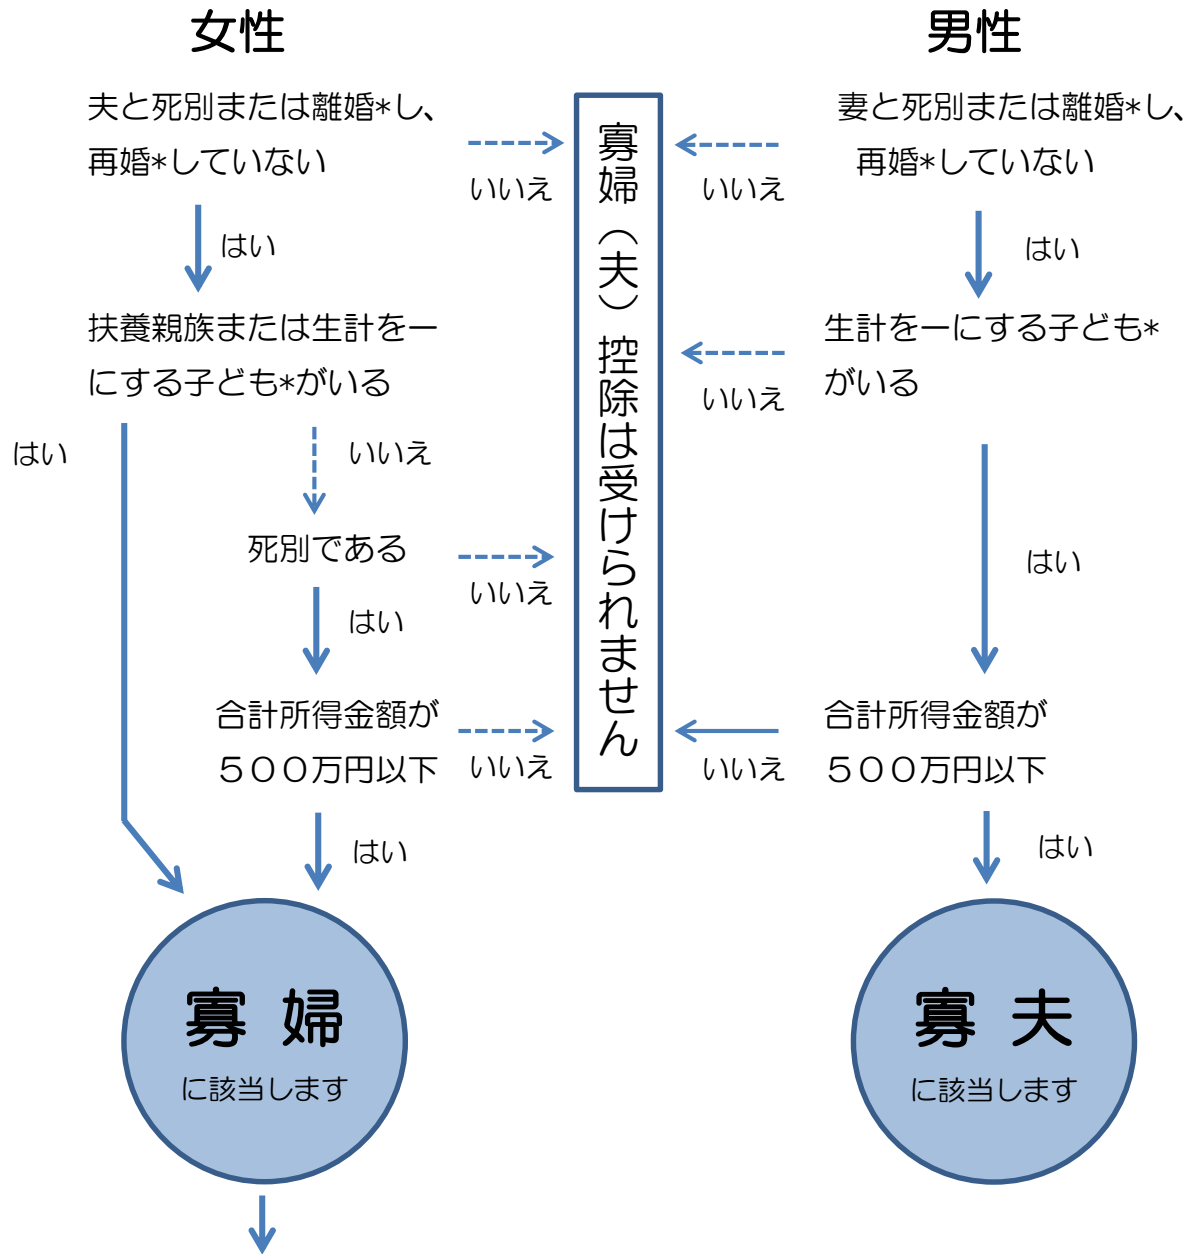 女性
夫と死別または離婚*し、
再婚*していない
いいえ
はい
扶養親族または生計を一
にする子ども*がいる
はい
いいえ
死別である
いいえ
はい
合計所得金額が
５００万円以下
いいえ
はい
寡 婦
に該当します
寡婦（夫）控除は受けられません
男性
妻と死別または離婚*し、
再婚*していない
いいえ
はい
生計を一にする子ども*
がいる
いいえ
はい
合計所得金額が
５００万円以下
いいえ
はい
寡 夫
に該当します